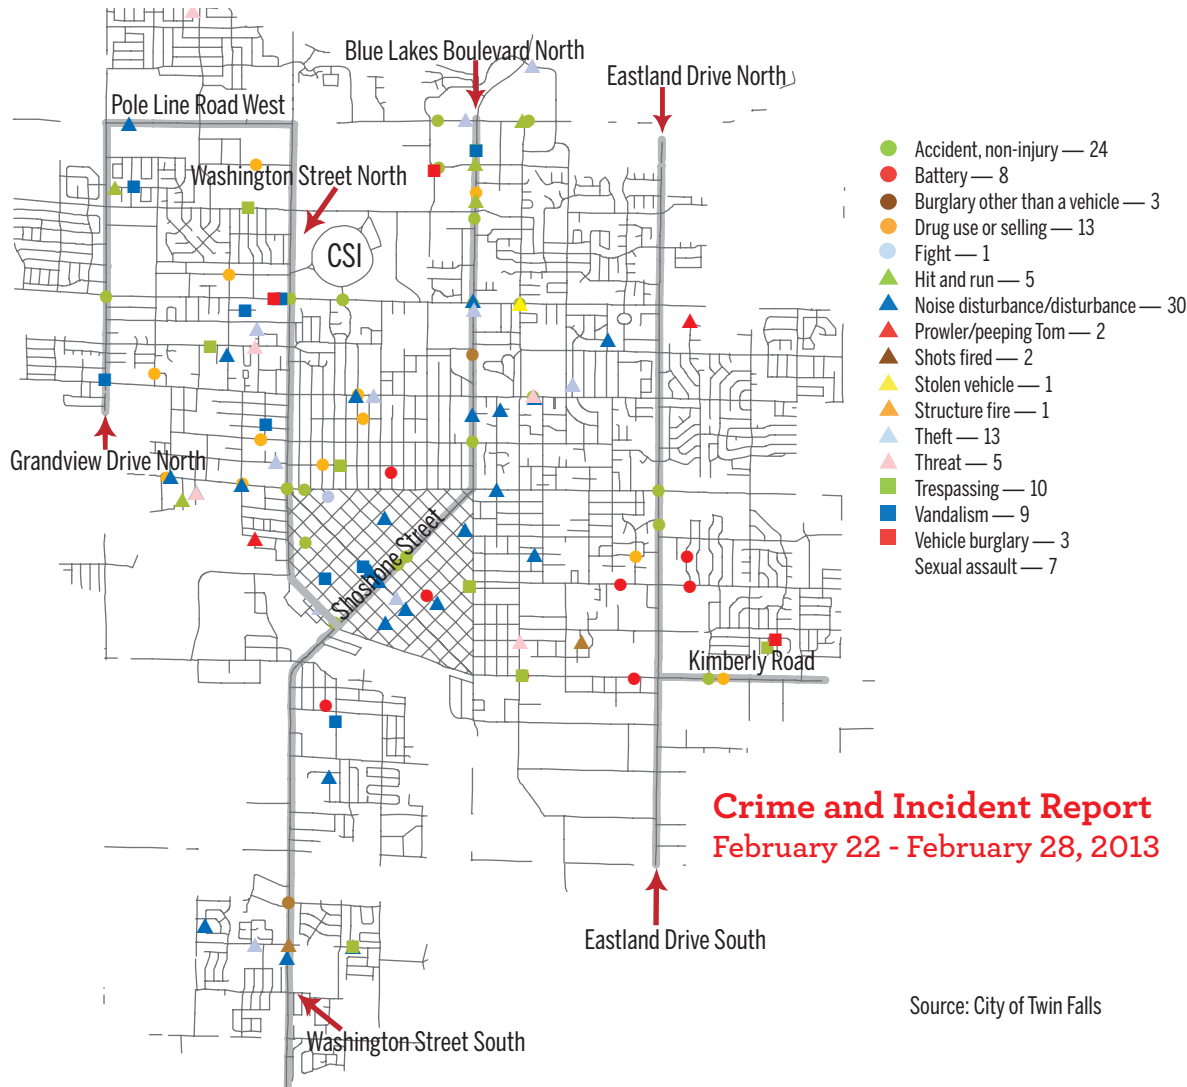 Blue Lakes Boulevard North
Eastland Drive North
Pole Line Road West
Washington Street North
CSI
Grandview Drive North
Shoshone Street
Kimberly Road
Accident, non-injury — 24
Battery — 8
Burglary other than a vehicle — 3
Drug use or selling — 13
Fight — 1
Hit and run — 5
Noise disturbance/disturbance — 30
Prowler/peeping Tom — 2
Shots fired — 2
Stolen vehicle — 1
Structure fire — 1
Theft — 13
Threat — 5
Trespassing — 10
Vandalism — 9
Vehicle burglary — 3
Sexual assault — 7
Crime and Incident Report
February 22 - February 28, 2013
Eastland Drive South
Source: City of Twin Falls
Washington Street South